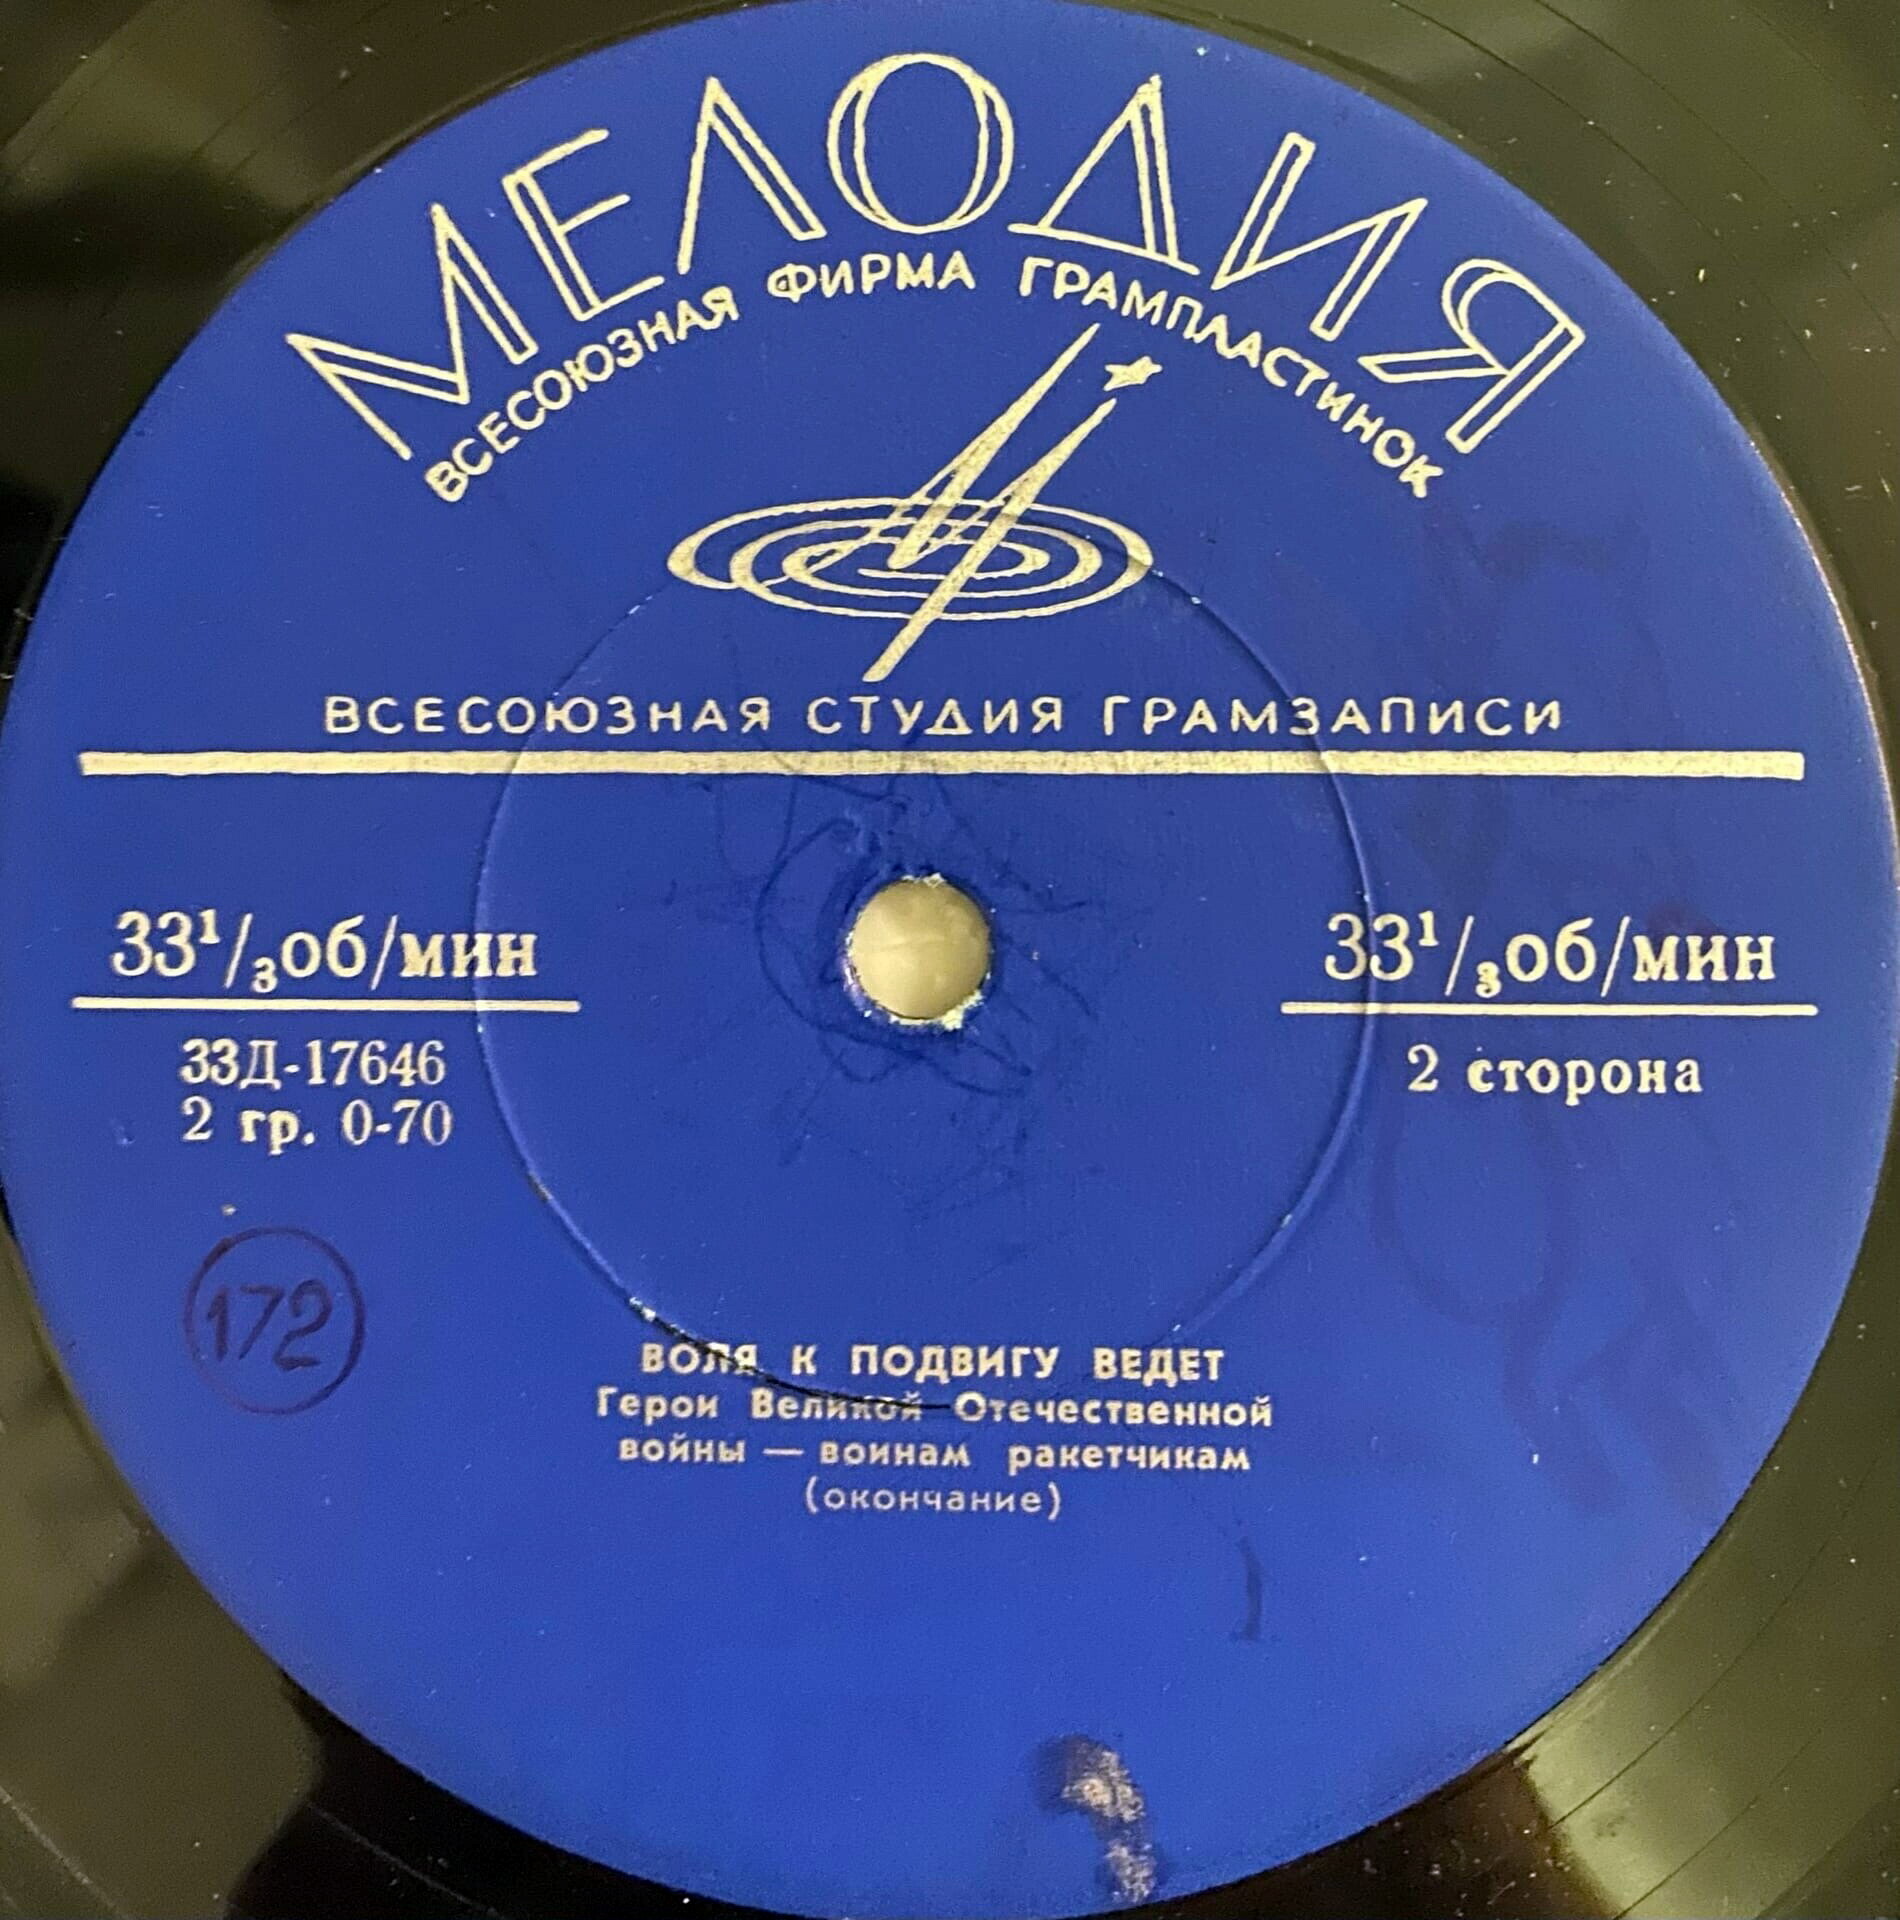 МЕЛОДИЯ
ВСЕСОЮЗНАЯ ФИРМА ГРАМПЛАСТИНОК
ВСЕСОЮЗНАЯ СТУДИЯ ГРАМЗАПИСИ
33¹/₃об/мин
33¹/₃об/мин
33Д-17646
2 гр. 0-70
2 сторона
172
ВОЛЯ К ПОДВИГУ ВЕДЕТ
Герои Великой Отечественной
войны — воинам ракетчикам
(окончание)